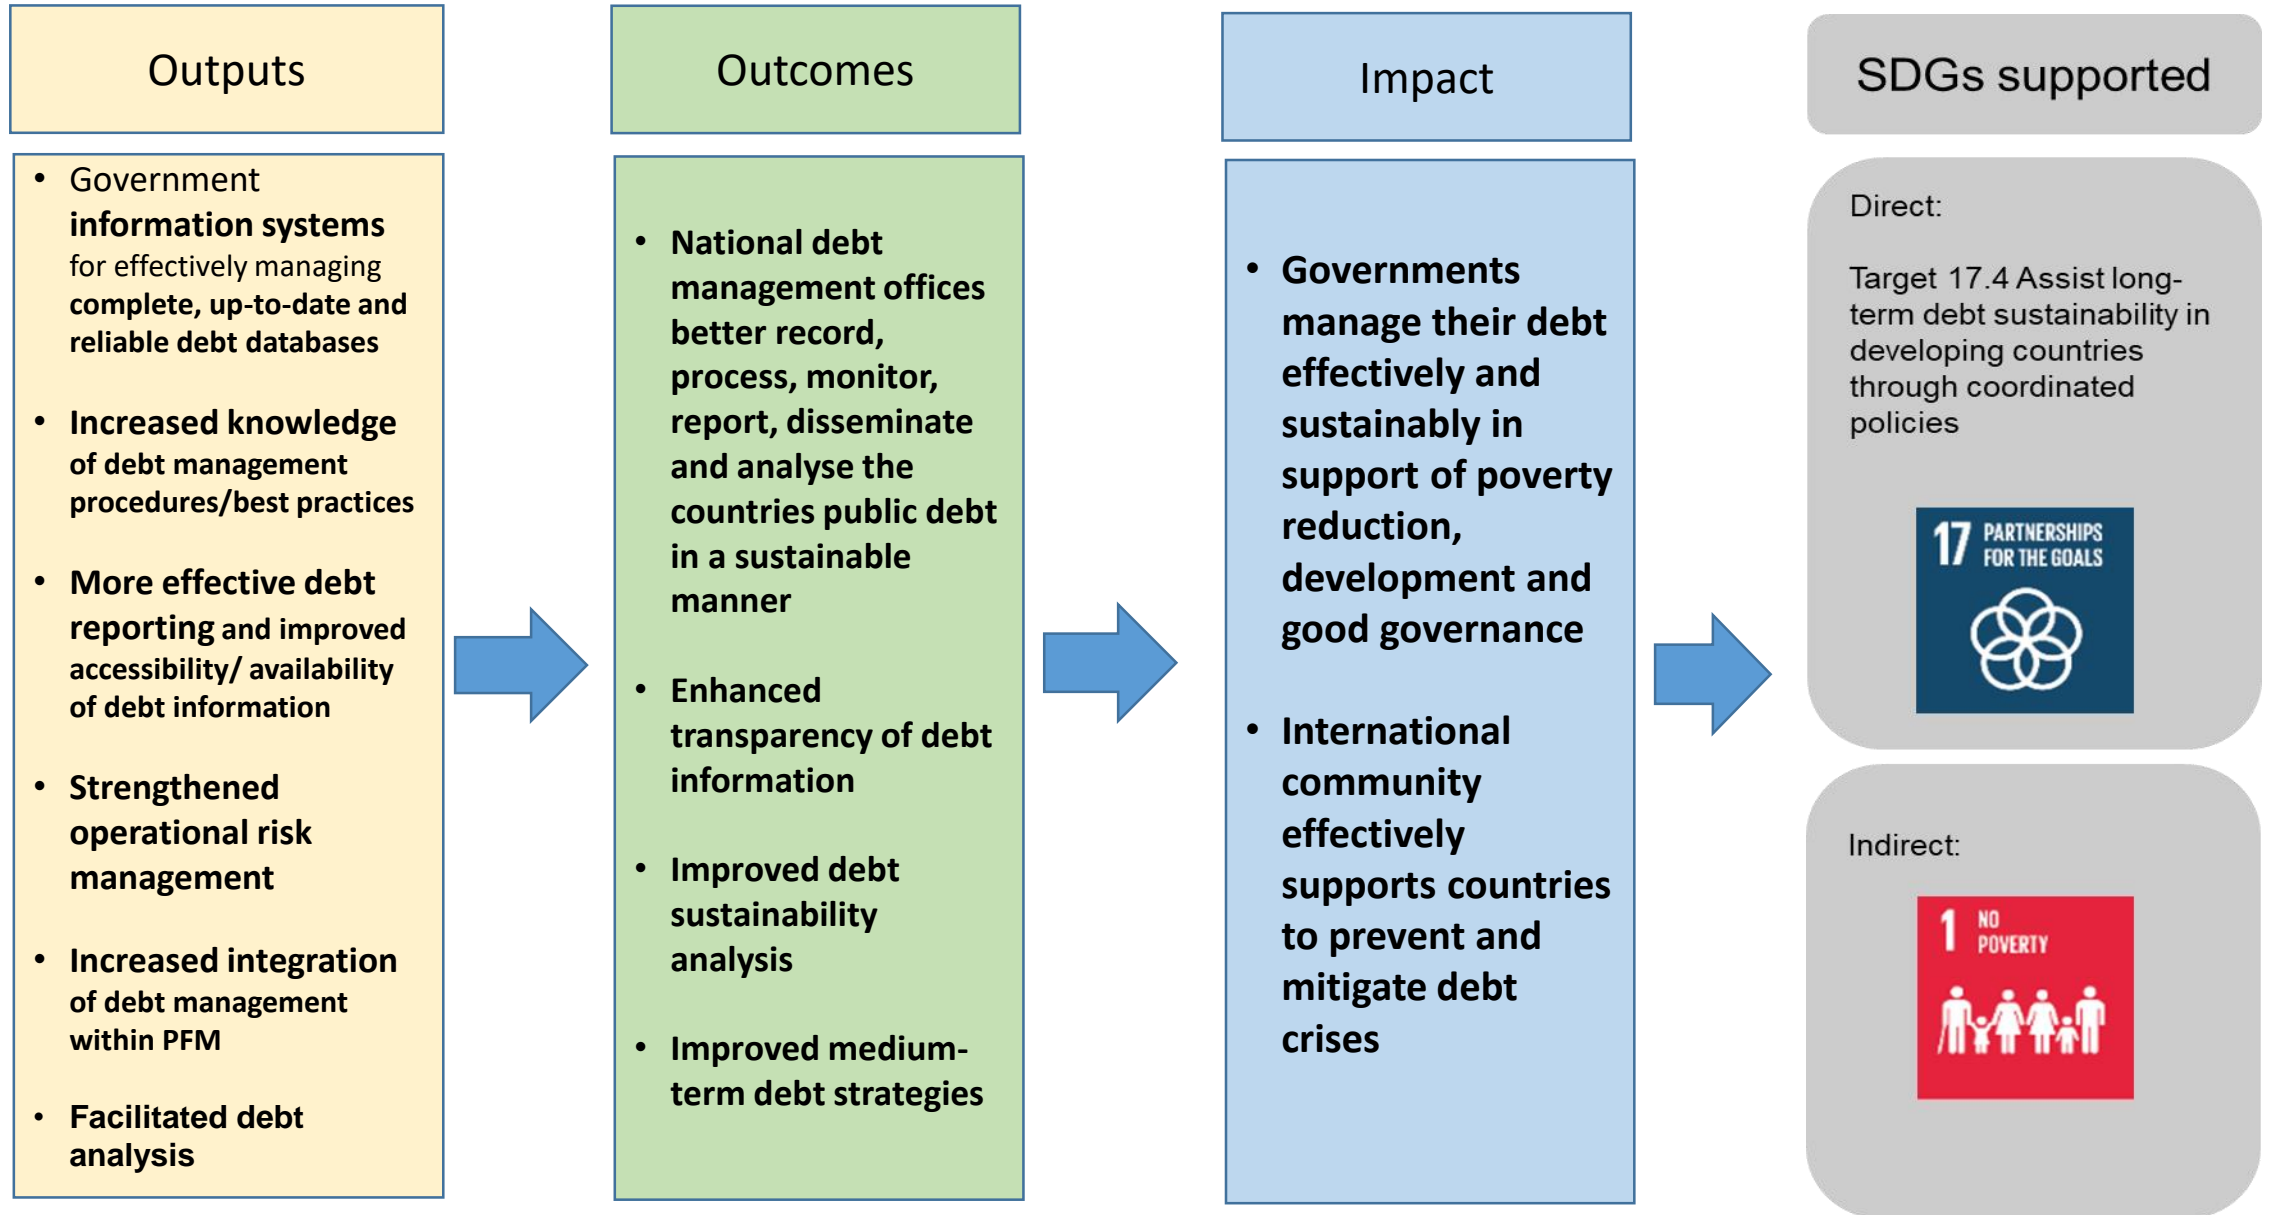 Outputs
• Government
information systems
for effectively managing
complete, up-to-date and
reliable debt databases
• Increased knowledge
of debt management
procedures/best practices
• More effective debt
reporting and improved
accessibility/ availability
of debt information
• Strengthened
operational risk
management
• Increased integration
of debt management
within PFM
• Facilitated debt
analysis
Outcomes
• National debt
management offices
better record,
process, monitor,
report, disseminate
and analyse the
countries public debt
in a sustainable
manner
• Enhanced
transparency of debt
information
• Improved debt
sustainability
analysis
• Improved medium-
term debt strategies
Impact
• Governments
manage their debt
effectively and
sustainably in
support of poverty
reduction,
development and
good governance
• International
community
effectively
supports countries
to prevent and
mitigate debt
crises
SDGs supported
Direct:
Target 17.4 Assist long-
term debt sustainability in
developing countries
through coordinated
policies
17 PARTNERSHIPS
FOR THE GOALS
Indirect:
1 NO
POVERTY